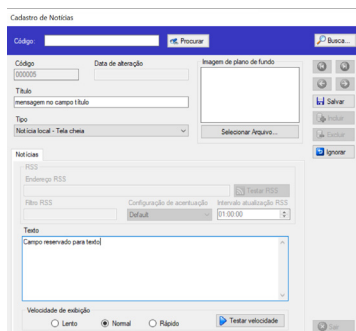 Cadastro de Notícias
Código:
Procurar
Busca...
Código
Data de alteração
Imagem de plano de fundo
000005
Título
mensagem no campo título
Tipo
Notícia local - Tela cheia
Selecionar Arquivo...
Salvar
Incluir
Excluir
Ignorar
Notícias
RSS
Endereço RSS
Testar RSS
Filtro RSS
Configuração de acentuação
Intervalo atualização RSS
Default
01:00:00
Texto
Campo reservado para texto
Velocidade de exibição
Lento
Normal
Rápido
Testar velocidade
Sair